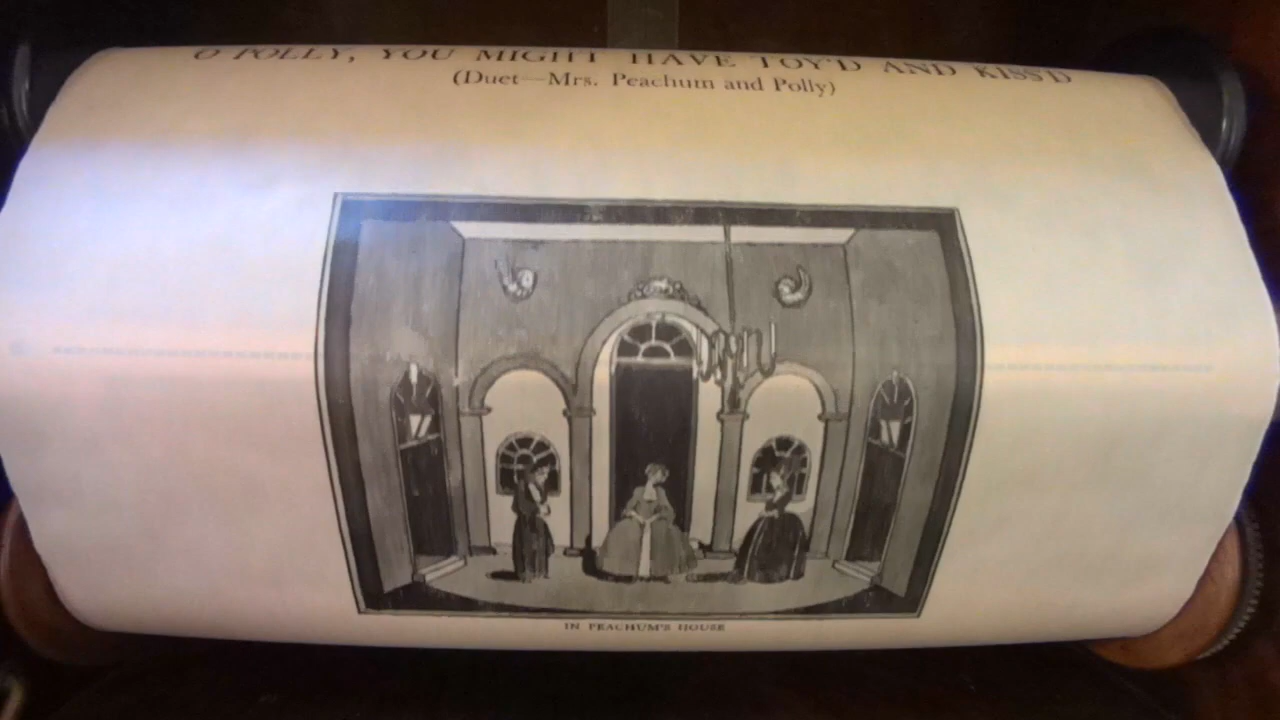 O POLLY, YOU MIGHT HAVE TOY'D AND KISS'D
(Duet—Mrs. Peachum and Polly)
IN PEACHUM'S HOUSE